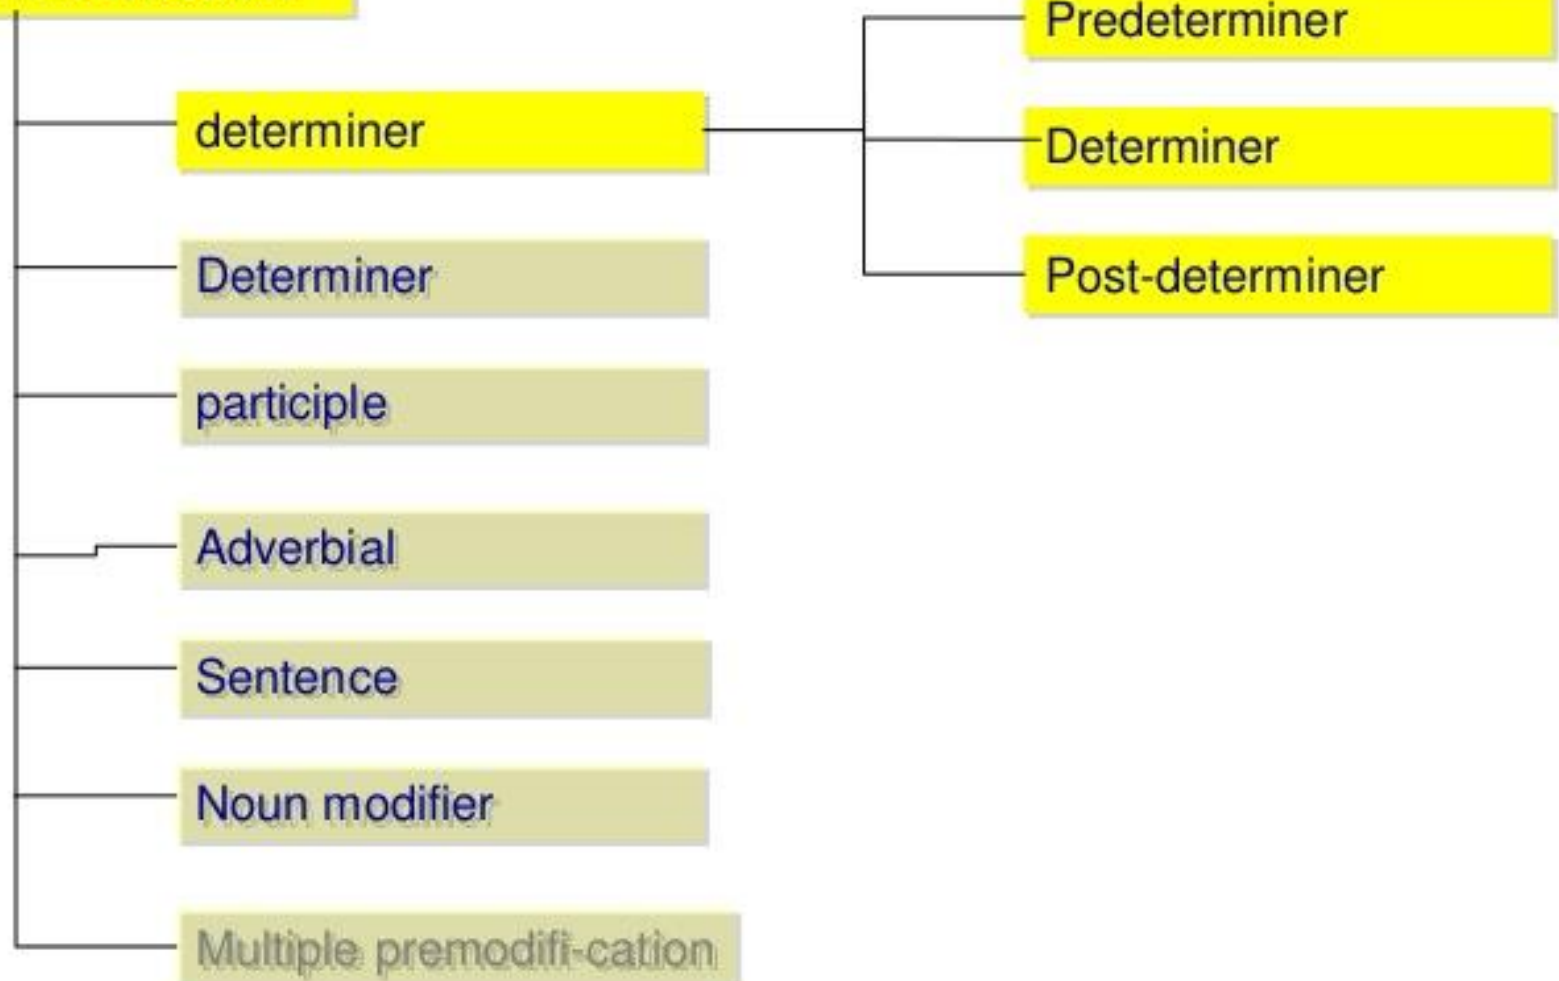 determiner
Determiner
participle
Adverbial
Sentence
Noun modifier
Multiple premodifi-cation
Predeterminer
Determiner
Post-determiner